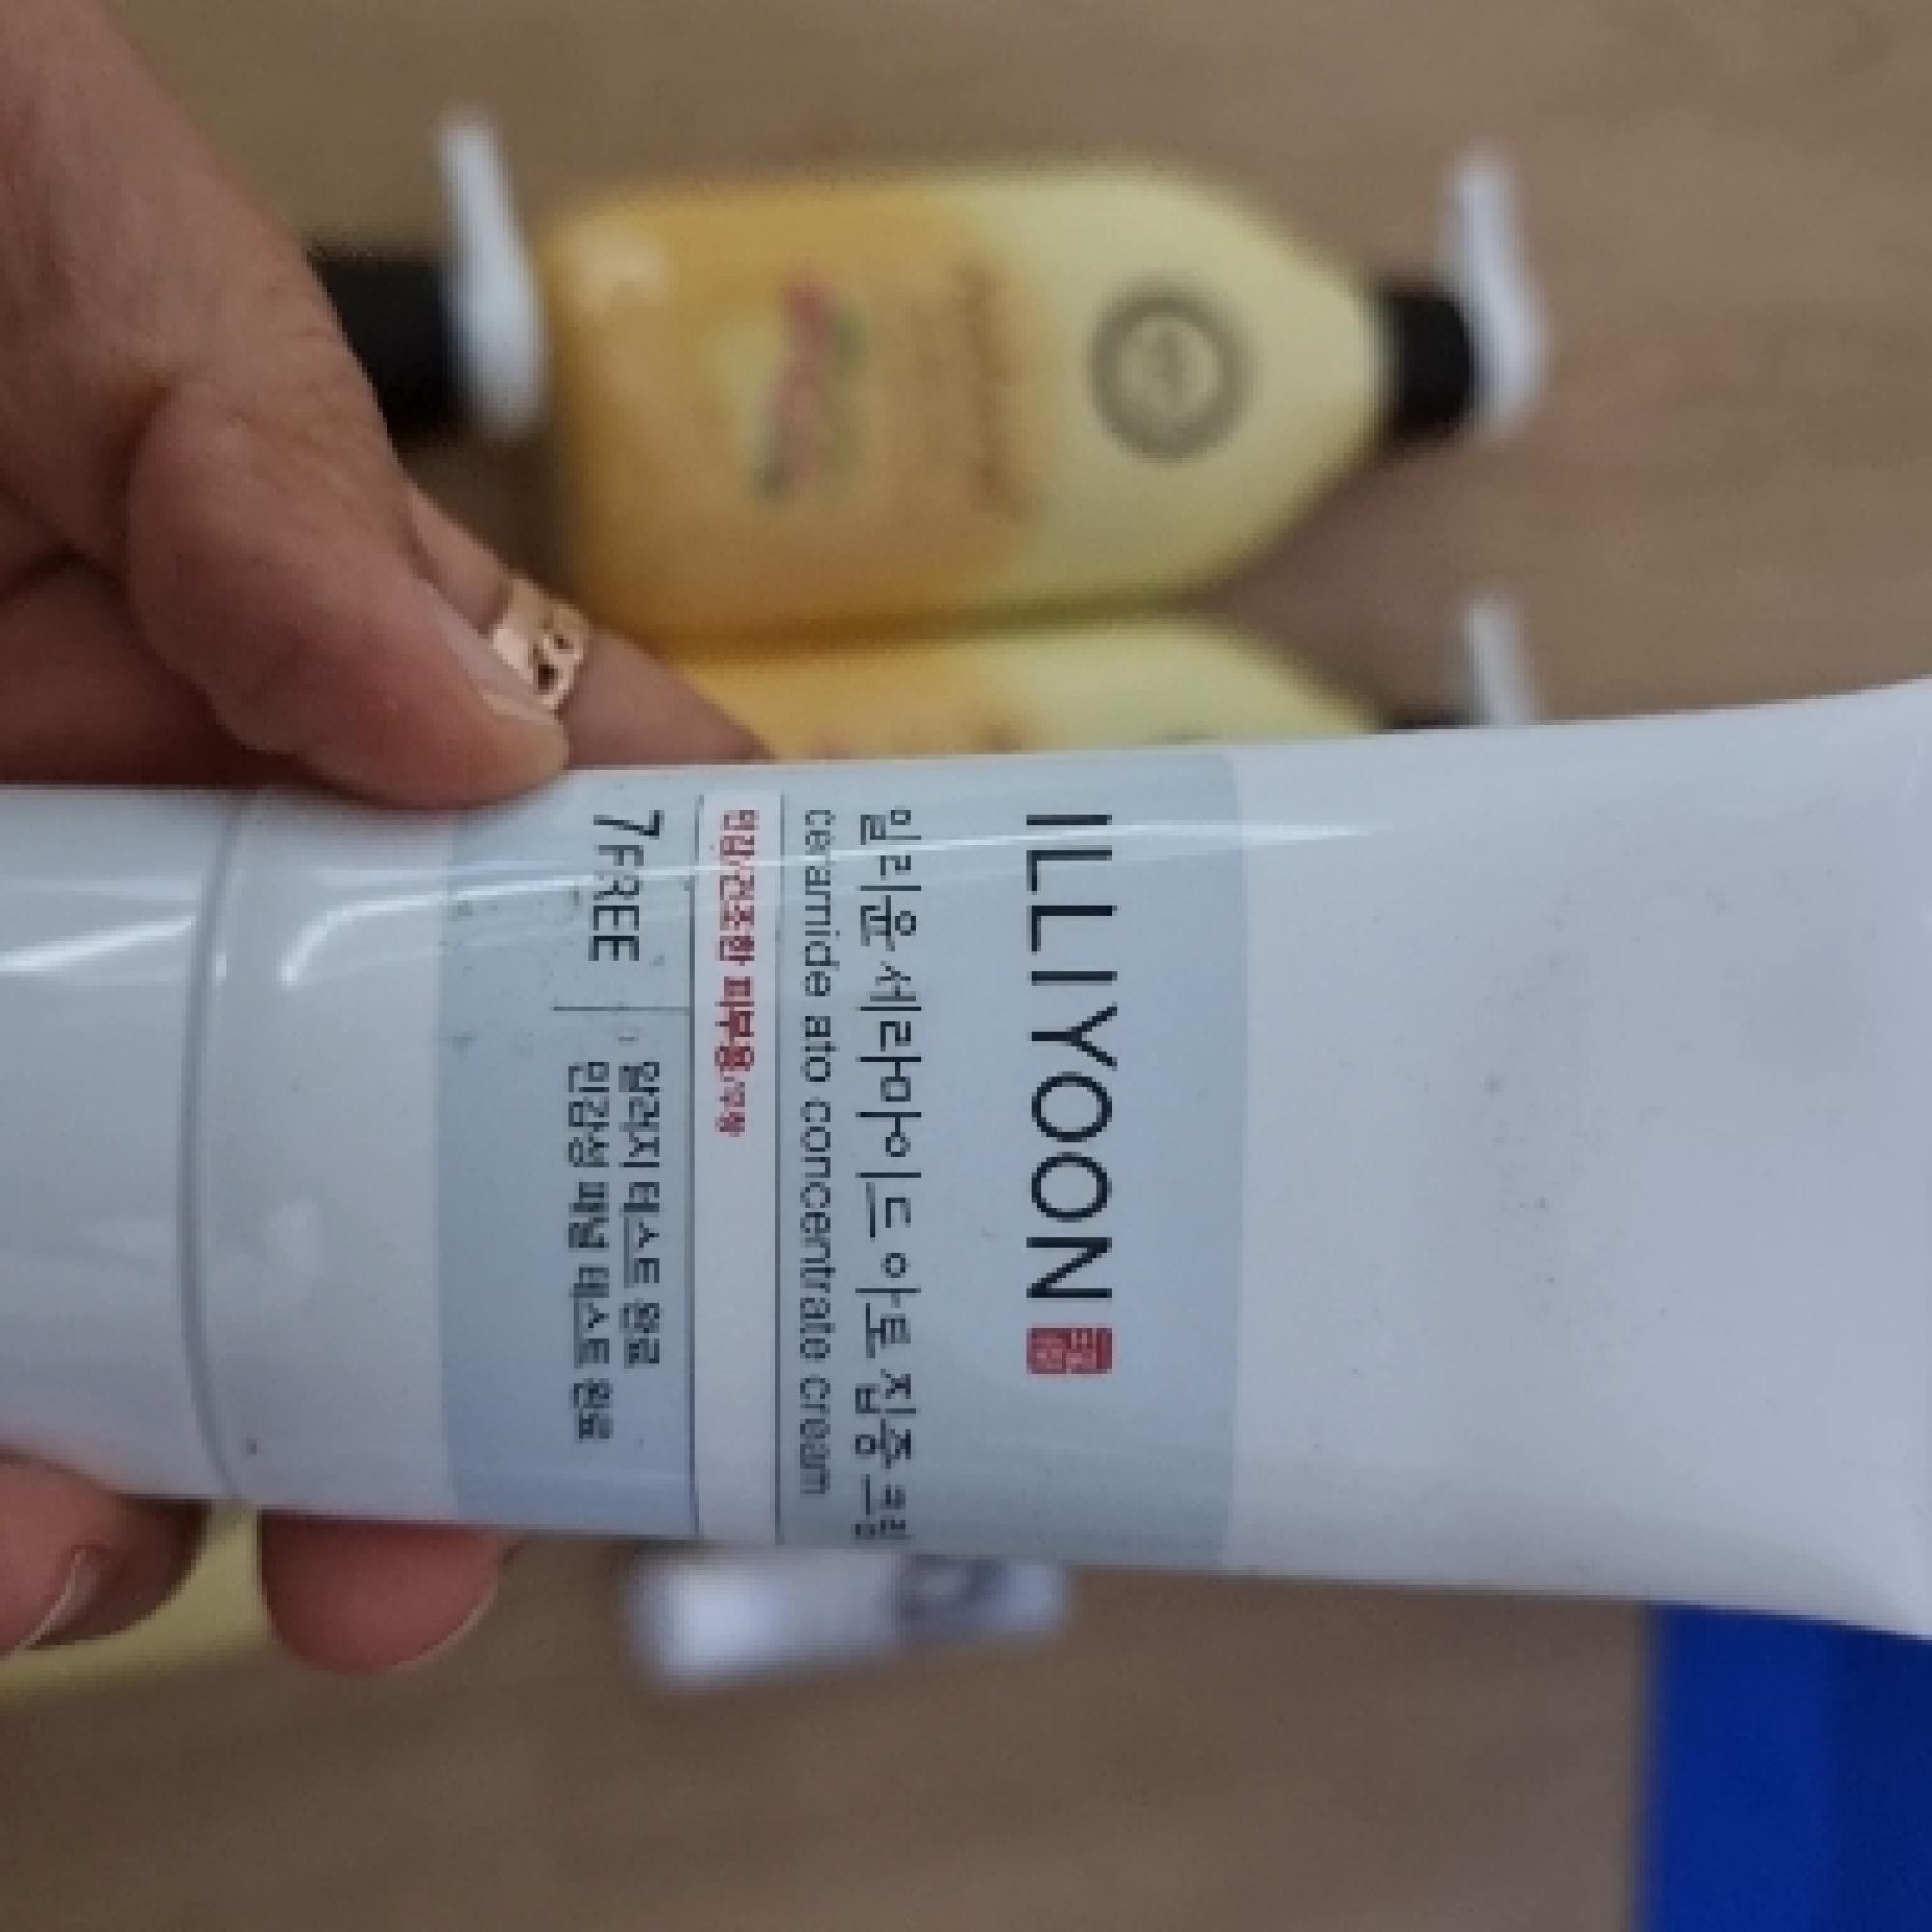 ILLIYOON
일리윤 세라마이드 아토 집중크림
ceramide ato concentrate cream
민감/건조한 피부용
7 FREE
알러지 테스트 완료
민감성 패널 테스트 완료